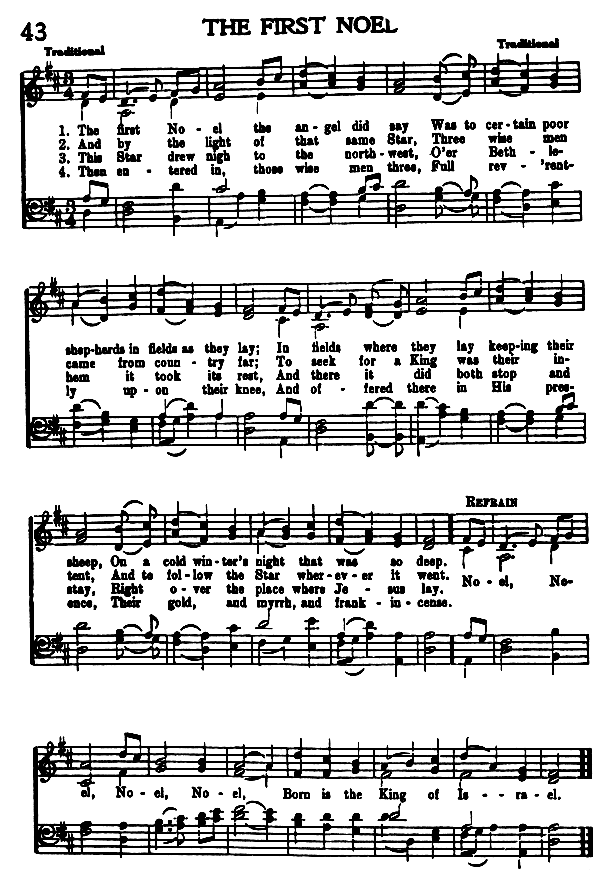 43 THE FIRST NOEL
Traditional Traditional
1. The first No - el the an - gel did say Was to cer - tain poor
2. And by the light of that same Star, Three wise men
3. This Star drew nigh to the north - west, O'er Beth - le-
4. Then en - tered in, those wise men three, Full rev - 'rent-
shep-herds in fields as they lay; In fields where they lay keep-ing their
came from coun - try far; To seek for a King was their in-
hem it took its rest, And there it did both stop and
ly up - on their knee, And of - fered there in His pres-
sheep, On a cold win-ter's night that was so deep.
tent, And to fol - low the Star wher - ev - er it went.
stay, Right o - ver the place where Je - sus lay.
ence, Their gold, and myrrh, and frank - in - cense.
REFRAIN
No - el, No-
el, No - el, No - el, Born is the King of Is - - ra - el.